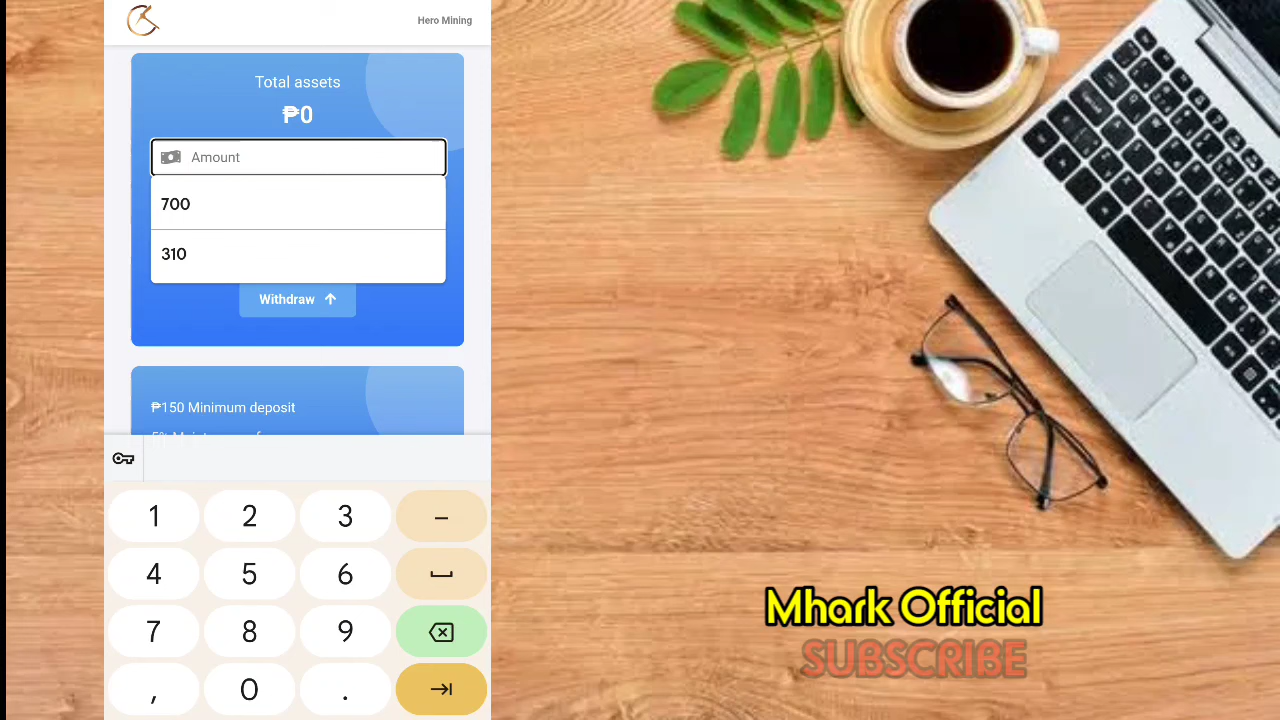 Hero Mining
Total assets
₱0
Amount
700
310
Withdraw
₱150 Minimum deposit
1 2 3 –
4 5 6
7 8 9
, 0 .
Mhark Official
SUBSCRIBE